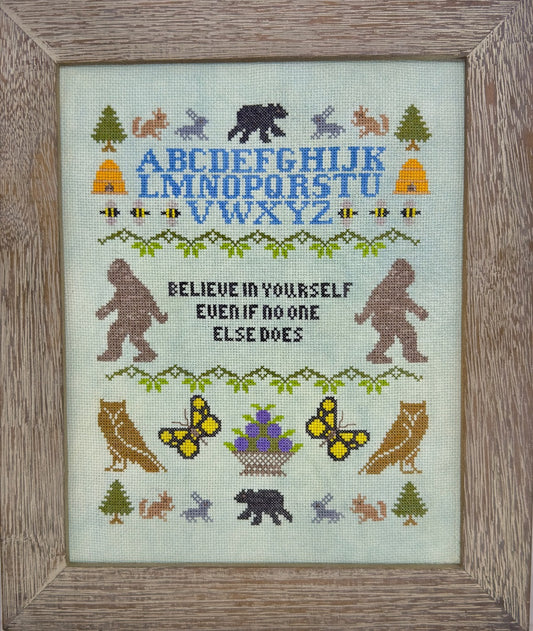 ABCDEFGHIJK
LMNOPQRSTU
VWXYZ
BELIEVE IN YOURSELF
EVEN IF NO ONE
ELSE DOES